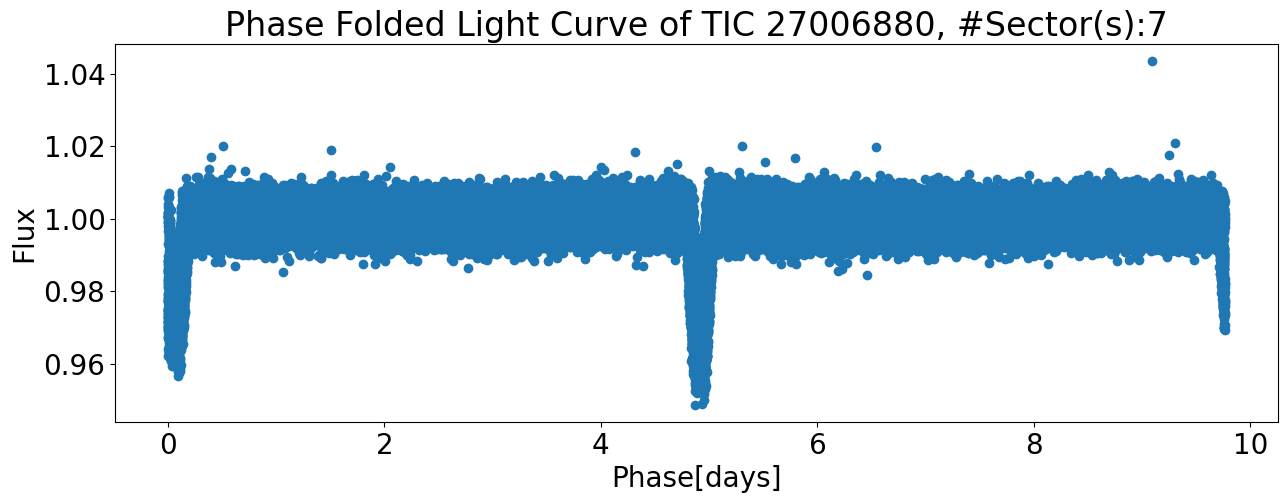 Phase Folded Light Curve of TIC 27006880, #Sector(s):7
1.04
1.02
1.00
0.98
0.96
Flux
0 2 4 6 8 10
Phase[days]